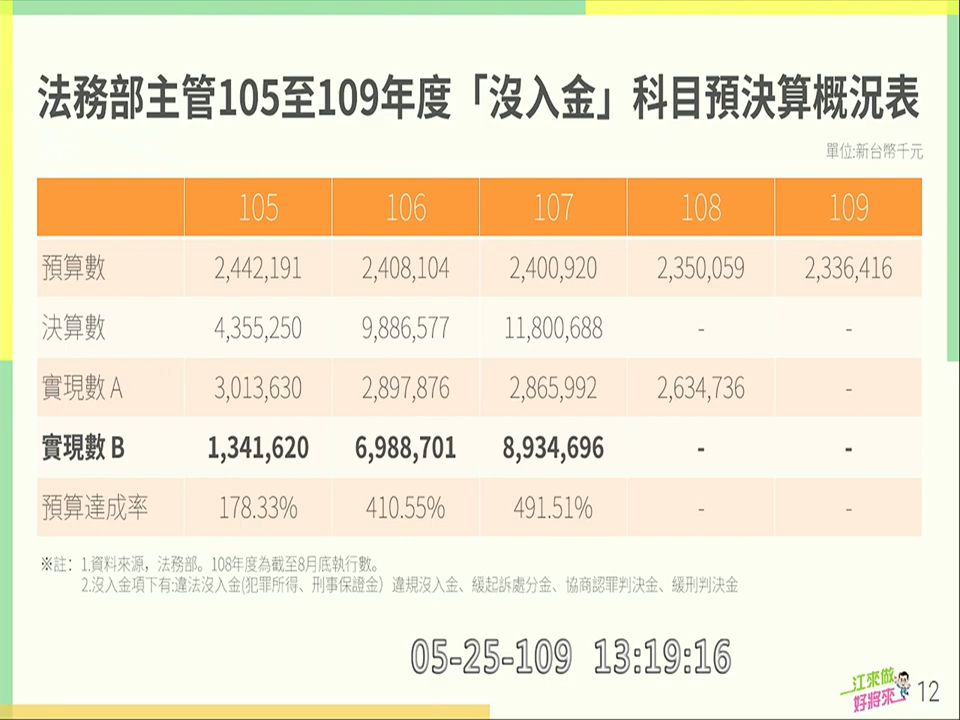 法務部主管105至109年度「沒入金」科目預決算概況表
單位:新台幣千元
105 106 107 108 109
預算數 2,442,191 2,408,104 2,400,920 2,350,059 2,336,416
決算數 4,355,250 9,886,577 11,800,688 - -
實現數 A 3,013,630 2,897,876 2,865,992 2,634,736 -
實現數 B 1,341,620 6,988,701 8,934,696 - -
預算達成率 178.33% 410.55% 491.51% - -
※註：1.資料來源，法務部。108年度為截至8月底執行數。
2.沒入金項下有:違法沒入金(犯罪所得、刑事保證金）違規沒入金、緩起訴處分金、協商認罪判決金、緩刑判決金
05-25-109 13:19:16
江來做
好將來
12